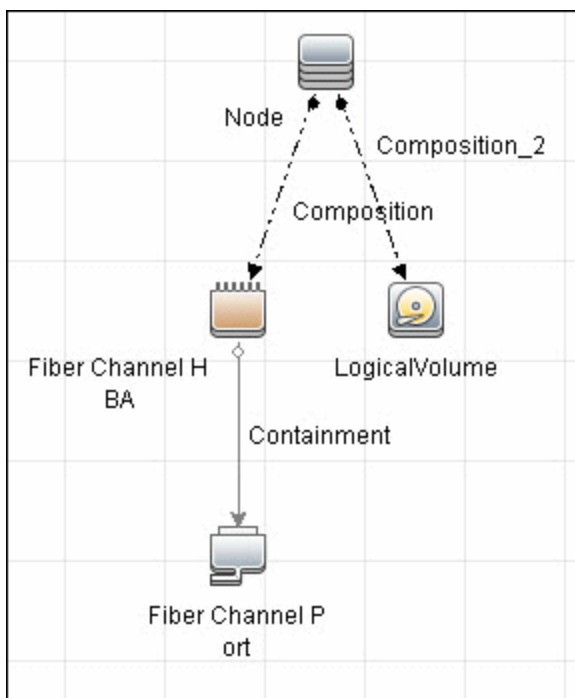 Node
Composition_2
Composition
Fiber Channel H
BA
LogicalVolume
Containment
Fiber Channel P
ort